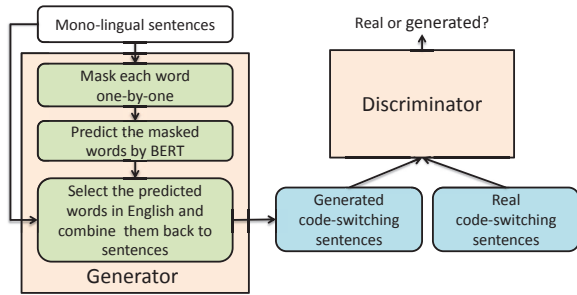 Mono-lingual sentences
Mask each word
one-by-one
Predict the masked
words by BERT
Select the predicted
words in English and
combine them back to
sentences
Generator
Real or generated?
Discriminator
Generated
code-switching
sentences
Real
code-switching
sentences